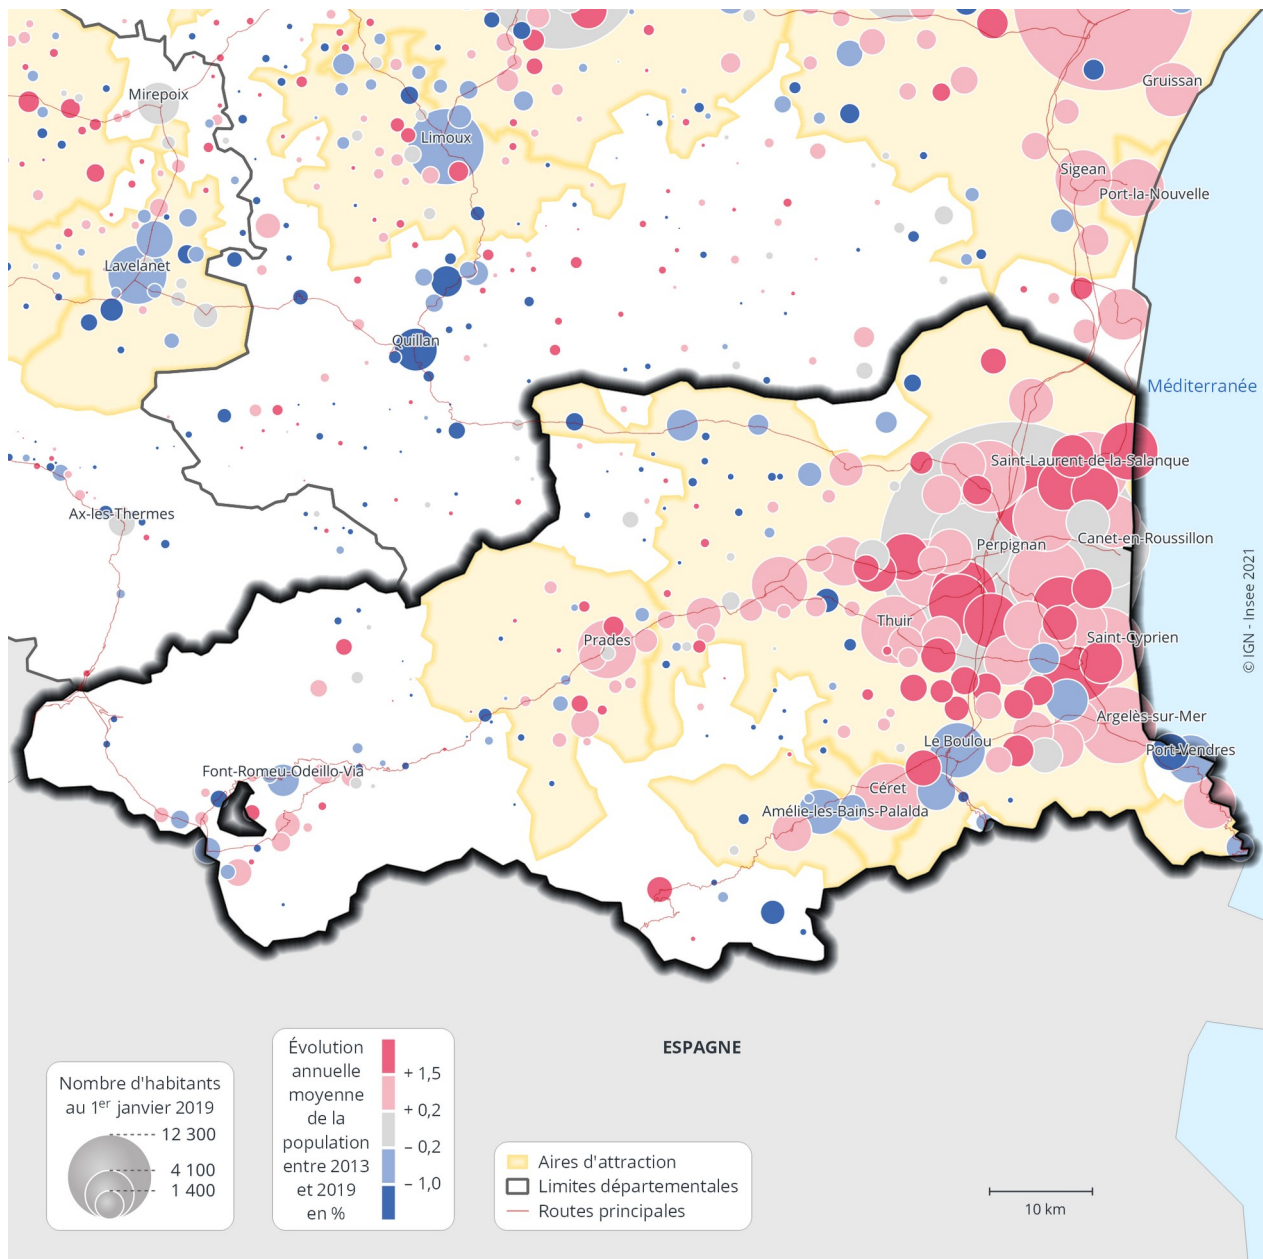 Gruissan
Mirepoix
Limoux
Sigean
Port-la-Nouvelle
Lavelanet
Quillan
Méditerranée
Saint-Laurent-de-la-Salanque
Ax-les-Thermes
Perpignan
Canet-en-Roussillon
© IGN - Insee 2021
Thuir
Prades
Saint-Cyprien
Argelès-sur-Mer
Le Boulou
Port-Vendres
Font-Romeu-Odeillo-Via
Céret
Amélie-les-Bains-Palalda
ESPAGNE
Nombre d'habitants
au 1er janvier 2019
12 300
4 100
1 400
Évolution
annuelle
moyenne
de la
population
entre 2013
et 2019
en %
+ 1,5
+ 0,2
– 0,2
– 1,0
Aires d'attraction
Limites départementales
Routes principales
10 km